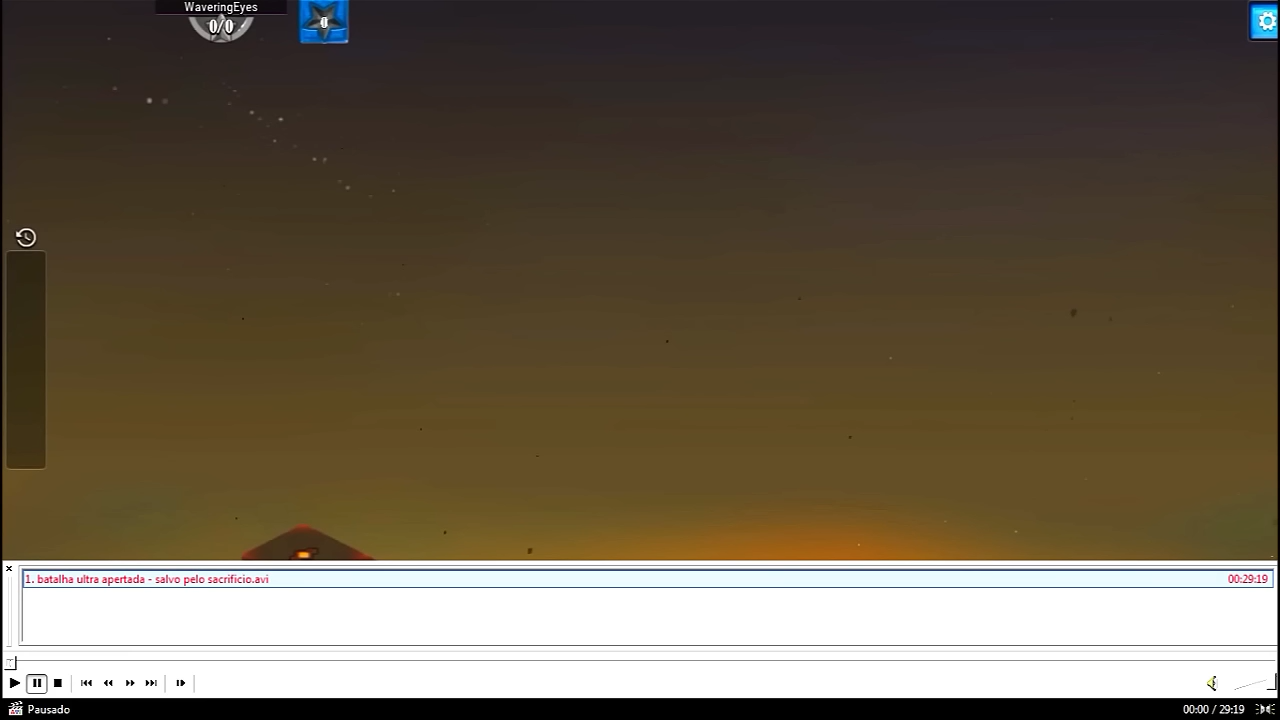 WaveringEyes
0/0
0
1. batalha ultra apertada - salvo pelo sacrificio.avi 00:29:19
Pausado 00:00 / 29:19